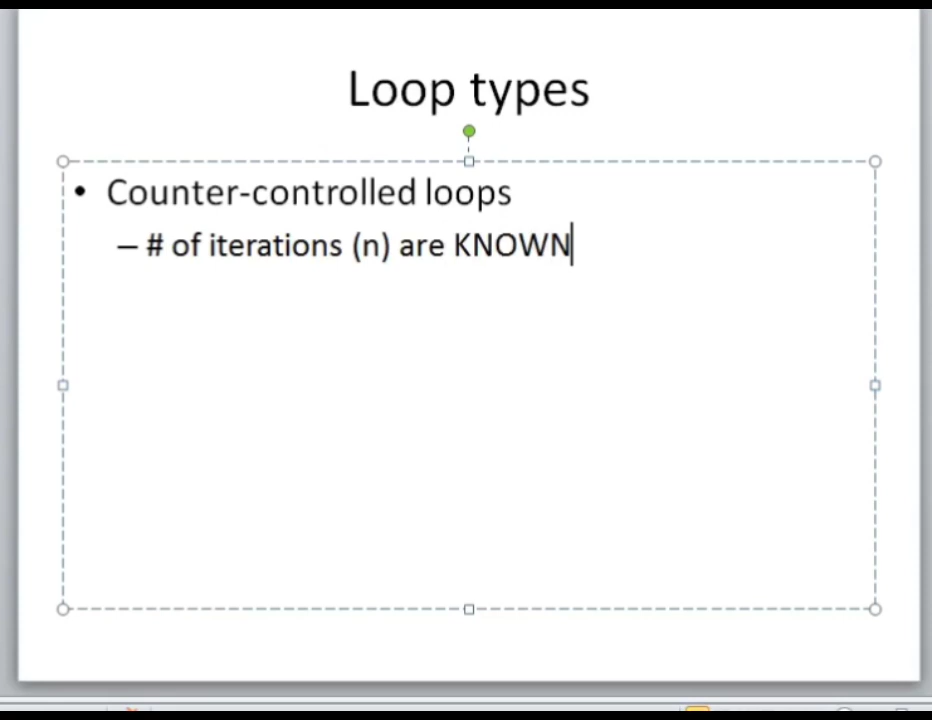 Loop types
• Counter-controlled loops
– # of iterations (n) are KNOWN